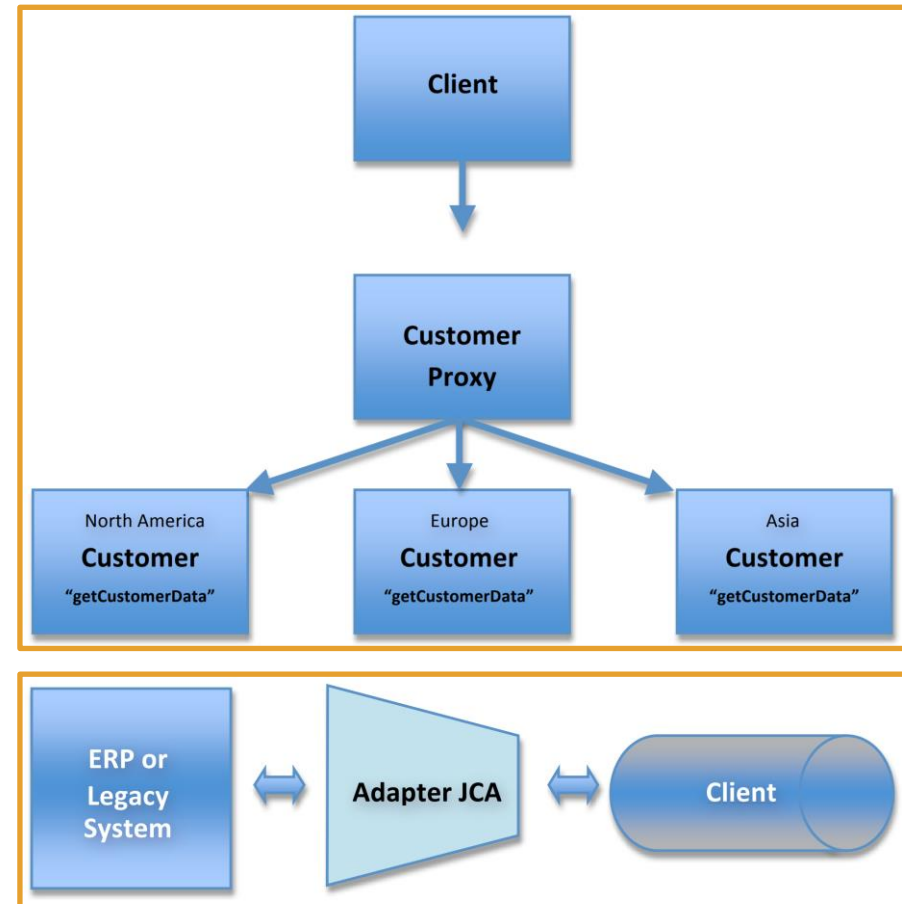 Client
Customer
Proxy
North America
Customer
“getCustomerData”
Europe
Customer
“getCustomerData”
Asia
Customer
“getCustomerData”
ERP or
Legacy
System
Adapter JCA
Client